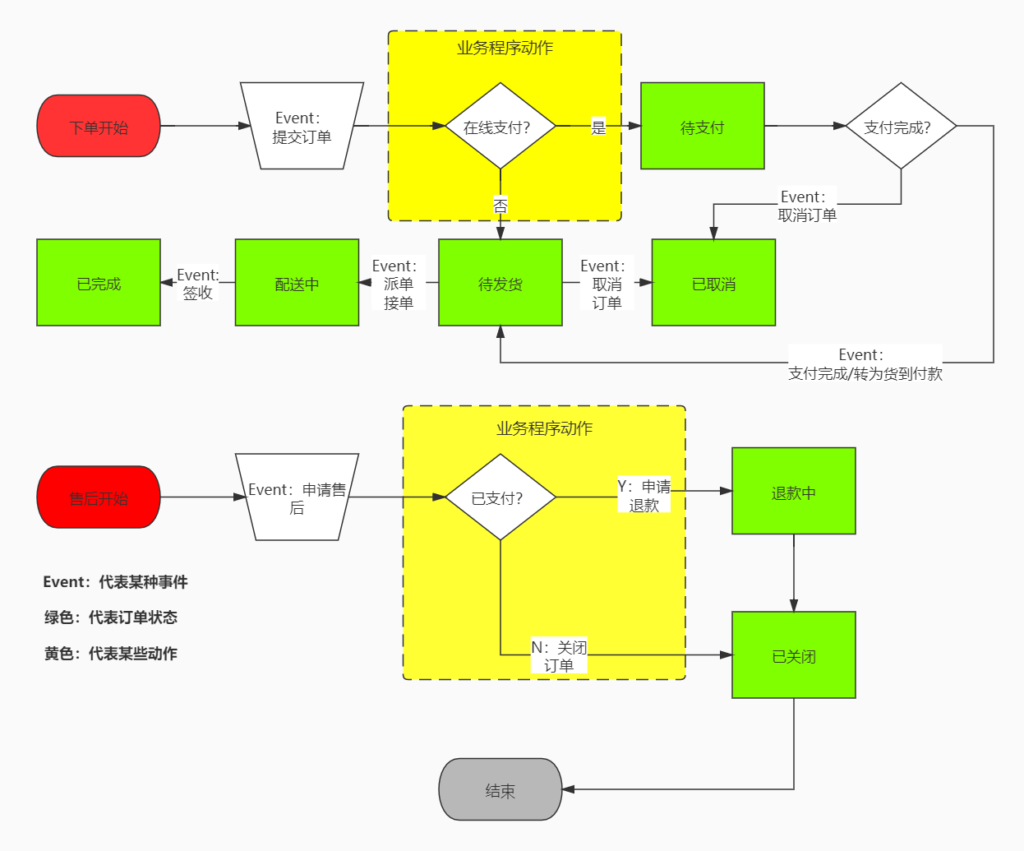 业务程序动作
下单开始
Event：
提交订单
在线支付？
是
待支付
支付完成？
否
Event：
取消订单
已完成
Event:
签收
配送中
Event：
派单
接单
待发货
Event：
取消
订单
已取消
Event：
支付完成/转为货到付款
业务程序动作
售后开始
Event：申请售
后
已支付？
Y：申请
退款
退款中
Event：代表某种事件
绿色：代表订单状态
黄色：代表某些动作
N：关闭
订单
已关闭
结束